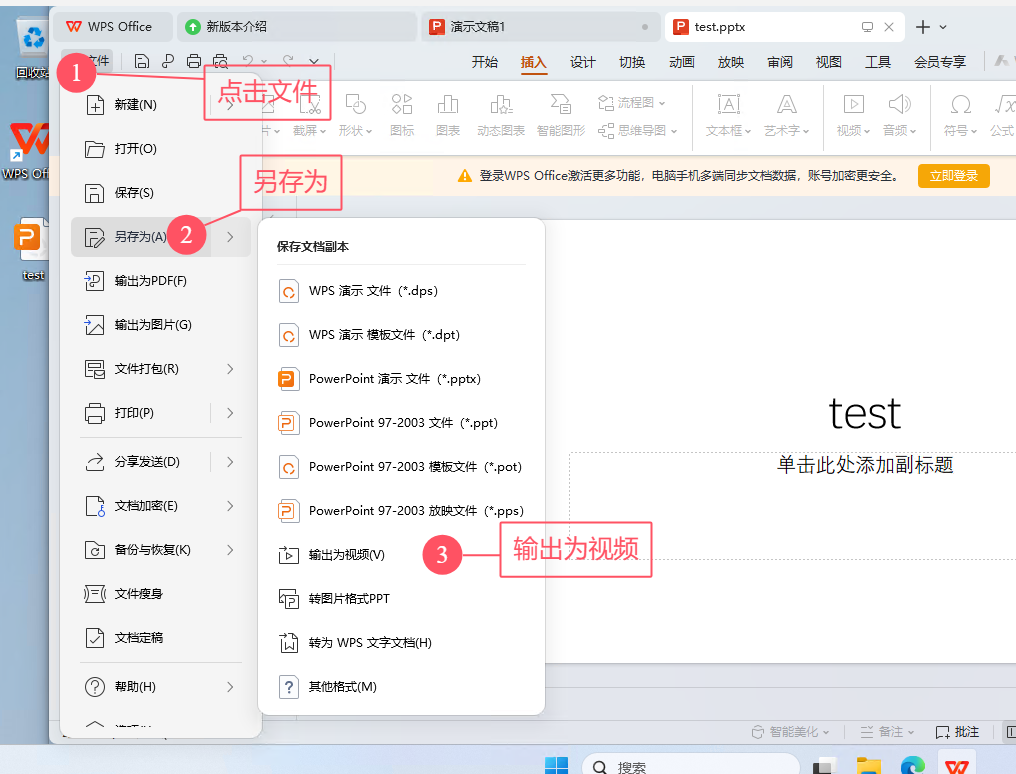 WPS Office
新版本介绍
演示文稿1
test.pptx
回收站
文件
开始 插入 设计 切换 动画 放映 审阅 视图 工具 会员专享
1
点击文件
截屏 形状 图标 图表 动态图表 智能图形 流程图 思维导图 文本框 艺术字 视频 音频 符号 公式
登录WPS Office激活更多功能，电脑手机多端同步文档数据，账号加密更安全。 立即登录
WPS Off
test
新建(N)
打开(O)
保存(S)
另存为(A)
2
另存为
输出为PDF(F)
输出为图片(G)
文件打包(R)
打印(P)
分享发送(D)
文档加密(E)
备份与恢复(K)
文件瘦身
文档定稿
帮助(H)
保存文档副本
WPS 演示 文件（*.dps)
WPS 演示 模板文件（*.dpt)
PowerPoint 演示 文件（*.pptx)
PowerPoint 97-2003 文件（*.ppt)
PowerPoint 97-2003 模板文件（*.pot)
PowerPoint 97-2003 放映文件（*.pps)
输出为视频(V)
3
输出为视频
转图片格式PPT
转为 WPS 文字文档(H)
其他格式(M)
test
单击此处添加副标题
智能美化 备注 批注
搜索